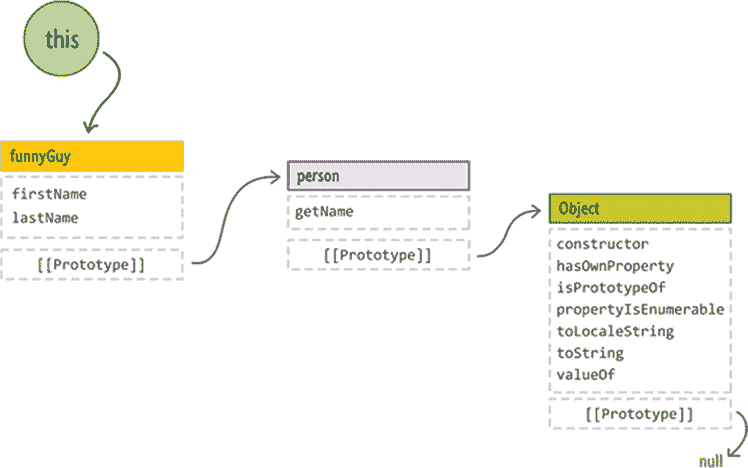 this
funnyGuy
firstName
lastName
[[Prototype]]
person
getName
[[Prototype]]
Object
constructor
hasOwnProperty
isPrototypeOf
propertyIsEnumerable
toLocaleString
toString
valueOf
[[Prototype]]
null